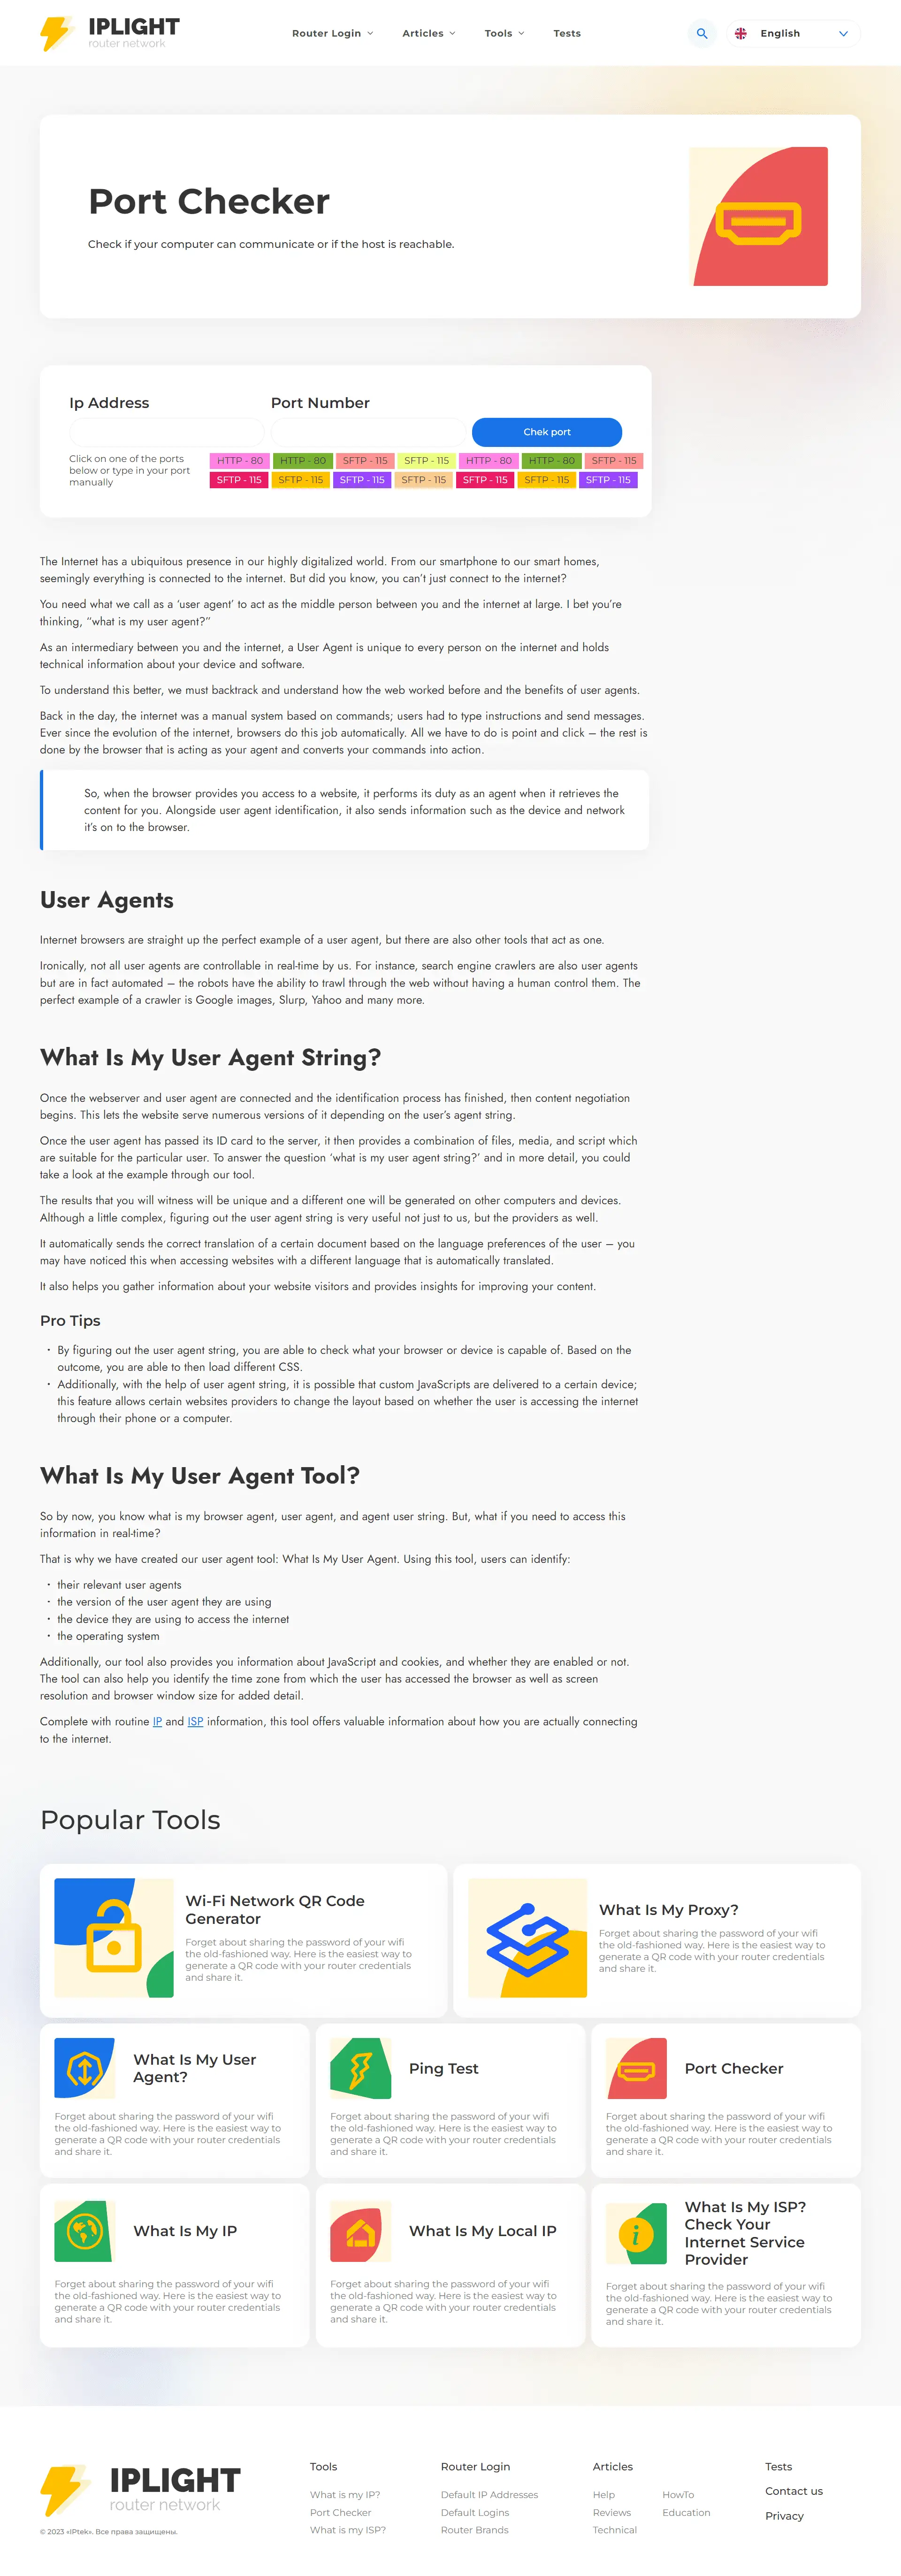 IPLIGHT
router network
Router Login
Articles
Tools
Tests
English
Port Checker
Check if your computer can communicate or if the host is reachable.
Ip Address
Port Number
Chek port
Click on one of the ports
below or type in your port
manually
HTTP - 80 HTTP - 80 SFTP - 115 SFTP - 115 HTTP - 80 HTTP - 80 SFTP - 115
SFTP - 115 SFTP - 115 SFTP - 115 SFTP - 115 SFTP - 115 SFTP - 115 SFTP - 115
The Internet has a ubiquitous presence in our highly digitalized world. From our smartphone to our smart homes,
seemingly everything is connected to the internet. But did you know, you can’t just connect to the internet?
You need what we call as a ‘user agent’ to act as the middle person between you and the internet at large. I bet you’re
thinking, “what is my user agent?”
As an intermediary between you and the internet, a User Agent is unique to every person on the internet and holds
technical information about your device and software.
To understand this better, we must backtrack and understand how the web worked before and the benefits of user agents.
Back in the day, the internet was a manual system based on commands; users had to type instructions and send messages.
Ever since the evolution of the internet, browsers do this job automatically. All we have to do is point and click – the rest is
done by the browser that is acting as your agent and converts your commands into action.
So, when the browser provides you access to a website, it performs its duty as an agent when it retrieves the
content for you. Alongside user agent identification, it also sends information such as the device and network
it’s on to the browser.
User Agents
Internet browsers are straight up the perfect example of a user agent, but there are also other tools that act as one.
Ironically, not all user agents are controllable in real-time by us. For instance, search engine crawlers are also user agents
but are in fact automated – the robots have the ability to trawl through the web without having a human control them. The
perfect example of a crawler is Google images, Slurp, Yahoo and many more.
What Is My User Agent String?
Once the webserver and user agent are connected and the identification process has finished, then content negotiation
begins. This lets the website serve numerous versions of it depending on the user’s agent string.
Once the user agent has passed its ID card to the server, it then provides a combination of files, media, and script which
are suitable for the particular user. To answer the question ‘what is my user agent string?’ and in more detail, you could
take a look at the example through our tool.
The results that you will witness will be unique and a different one will be generated on other computers and devices.
Although a little complex, figuring out the user agent string is very useful not just to us, but the providers as well.
It automatically sends the correct translation of a certain document based on the language preferences of the user – you
may have noticed this when accessing websites with a different language that is automatically translated.
It also helps you gather information about your website visitors and provides insights for improving your content.
Pro Tips
• By figuring out the user agent string, you are able to check what your browser or device is capable of. Based on the
outcome, you are able to then load different CSS.
• Additionally, with the help of user agent string, it is possible that custom JavaScripts are delivered to a certain device;
this feature allows certain websites providers to change the layout based on whether the user is accessing the internet
through their phone or a computer.
What Is My User Agent Tool?
So by now, you know what is my browser agent, user agent, and agent user string. But, what if you need to access this
information in real-time?
That is why we have created our user agent tool: What Is My User Agent. Using this tool, users can identify:
• their relevant user agents
• the version of the user agent they are using
• the device they are using to access the internet
• the operating system
Additionally, our tool also provides you information about JavaScript and cookies, and whether they are enabled or not.
The tool can also help you identify the time zone from which the user has accessed the browser as well as screen
resolution and browser window size for added detail.
Complete with routine IP and ISP information, this tool offers valuable information about how you are actually connecting
to the internet.
Popular Tools
Wi-Fi Network QR Code
Generator
Forget about sharing the password of your wifi
the old-fashioned way. Here is the easiest way to
generate a QR code with your router credentials
and share it.
What Is My Proxy?
Forget about sharing the password of your wifi
the old-fashioned way. Here is the easiest way to
generate a QR code with your router credentials
and share it.
What Is My User
Agent?
Forget about sharing the password of your wifi
the old-fashioned way. Here is the easiest way to
generate a QR code with your router credentials
and share it.
Ping Test
Forget about sharing the password of your wifi
the old-fashioned way. Here is the easiest way to
generate a QR code with your router credentials
and share it.
Port Checker
Forget about sharing the password of your wifi
the old-fashioned way. Here is the easiest way to
generate a QR code with your router credentials
and share it.
What Is My IP
Forget about sharing the password of your wifi
the old-fashioned way. Here is the easiest way to
generate a QR code with your router credentials
and share it.
What Is My Local IP
Forget about sharing the password of your wifi
the old-fashioned way. Here is the easiest way to
generate a QR code with your router credentials
and share it.
What Is My ISP?
Check Your
Internet Service
Provider
Forget about sharing the password of your wifi
the old-fashioned way. Here is the easiest way to
generate a QR code with your router credentials
and share it.
IPLIGHT
router network
© 2023 «IPtek». Все права защищены.
Tools
What is my IP?
Port Checker
What is my ISP?
Router Login
Default IP Addresses
Default Logins
Router Brands
Articles
Help
Reviews
Technical
HowTo
Education
Tests
Contact us
Privacy